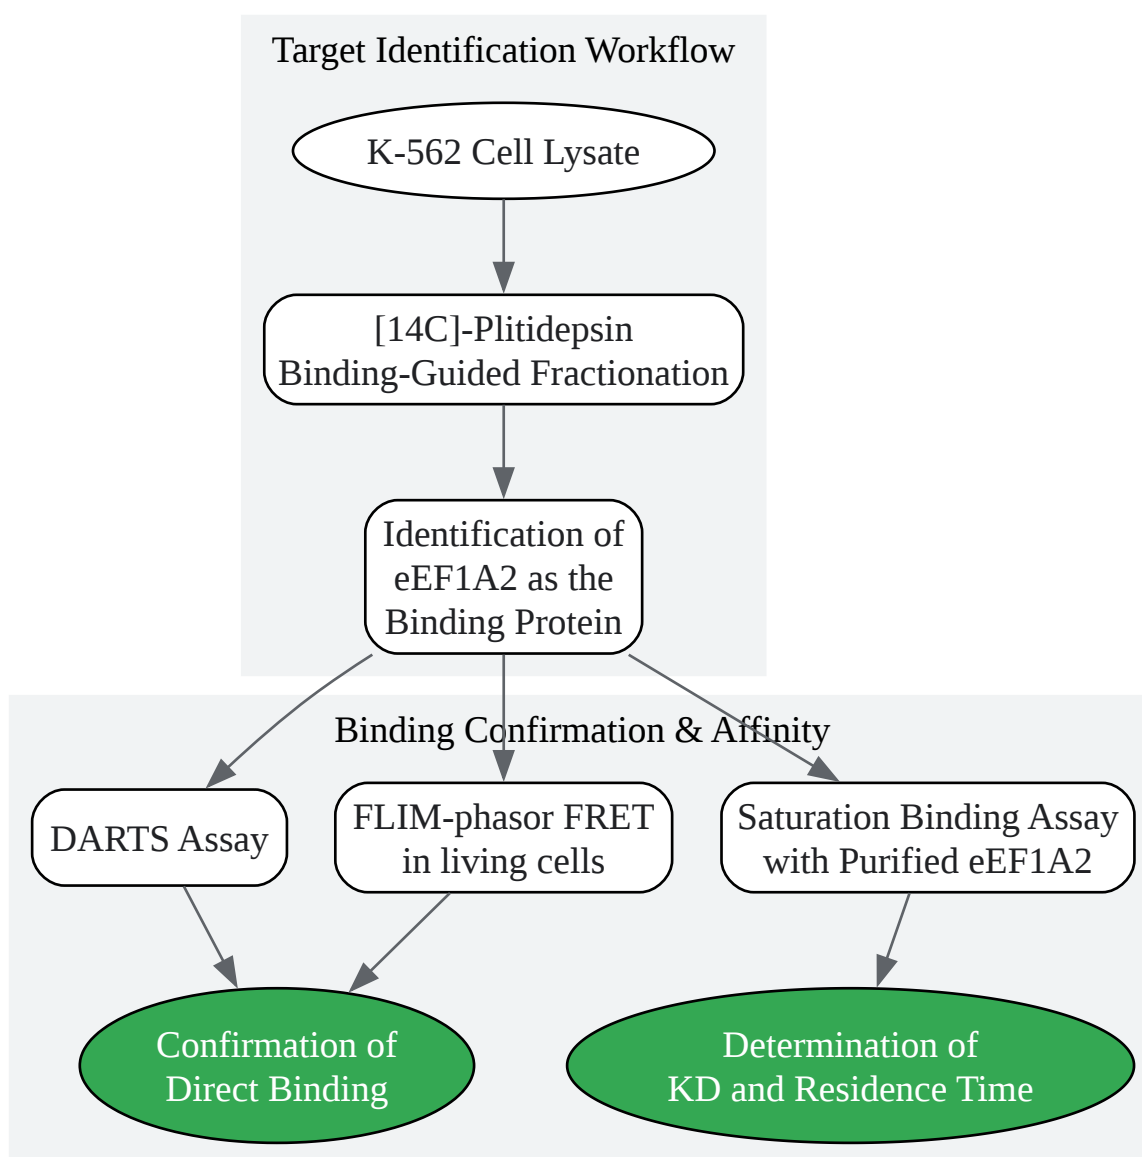 Target Identification Workflow
K-562 Cell Lysate
[14C]-Plitidepsin
Binding-Guided Fractionation
Identification of
eEF1A2 as the
Binding Protein
Binding Confirmation & Affinity
DARTS Assay
FLIM-phasor FRET
in living cells
Saturation Binding Assay
with Purified eEF1A2
Confirmation of
Direct Binding
Determination of
KD and Residence Time